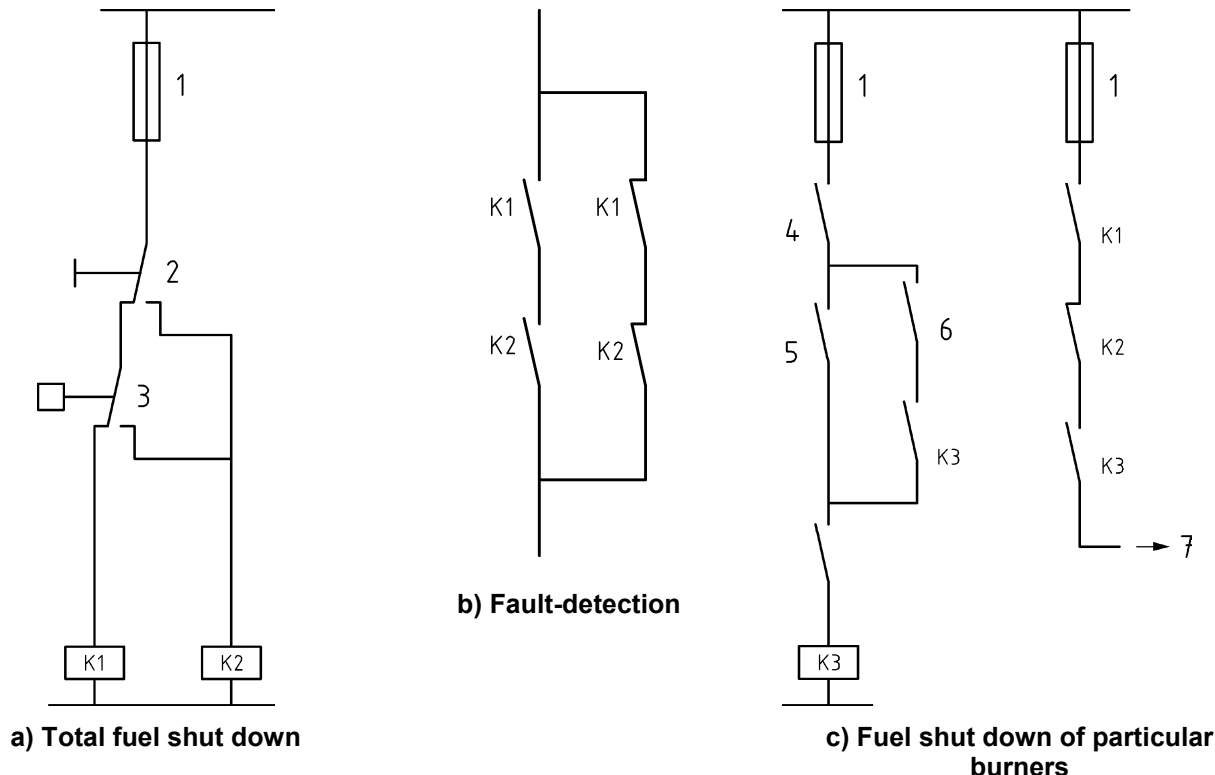 1
2
3
K1
K2
a) Total fuel shut down
K1
K1
K2
K2
b) Fault-detection
1
4
5
6
K3
K3
1
K1
K2
K3
7
c) Fuel shut down of particular
burners